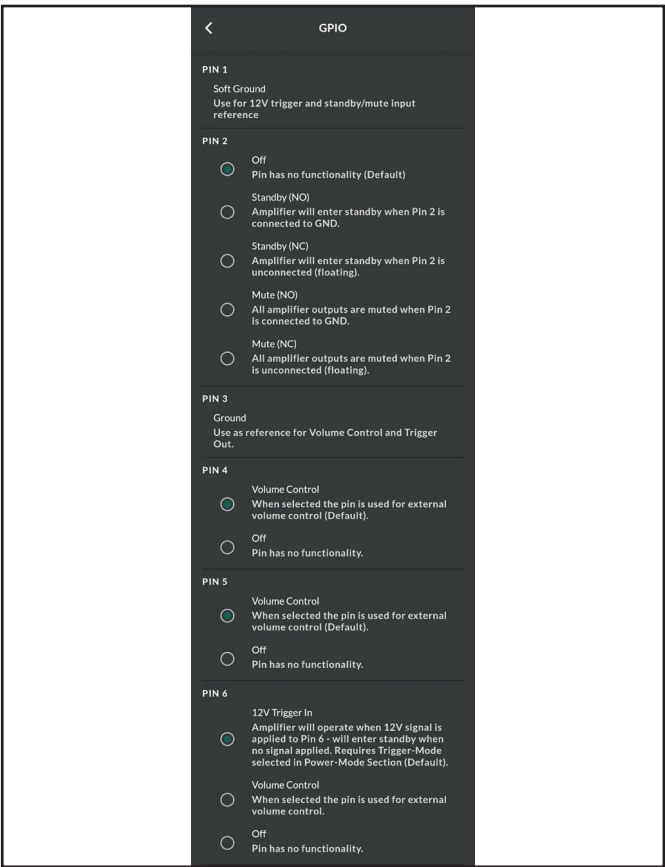 GPIO
PIN 1
Soft Ground
Use for 12V trigger and standby/mute input
reference
PIN 2
Off
Pin has no functionality (Default)
Standby (NO)
Amplifier will enter standby when Pin 2 is
connected to GND.
Standby (NC)
Amplifier will enter standby when Pin 2 is
unconnected (floating).
Mute (NO)
All amplifier outputs are muted when Pin 2
is connected to GND.
Mute (NC)
All amplifier outputs are muted when Pin 2
is unconnected (floating).
PIN 3
Ground
Use as reference for Volume Control and Trigger
Out.
PIN 4
Volume Control
When selected the pin is used for external
volume control (Default).
Off
Pin has no functionality.
PIN 5
Volume Control
When selected the pin is used for external
volume control (Default).
Off
Pin has no functionality.
PIN 6
12V Trigger In
Amplifier will operate when 12V signal is
applied to Pin 6 - will enter standby when
no signal applied. Requires Trigger-Mode
selected in Power-Mode Section (Default).
Volume Control
When selected the pin is used for external
volume control.
Off
Pin has no functionality.